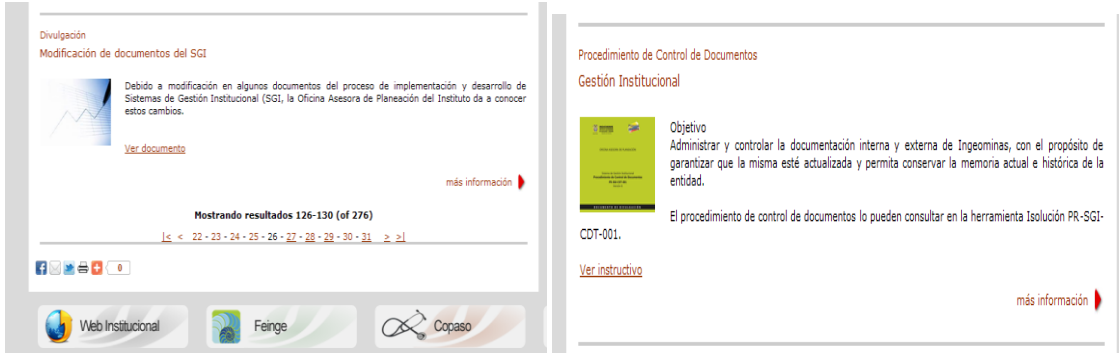 Divulgación
Modificación de documentos del SGI
Debido a modificación en algunos documentos del proceso de implementación y desarrollo de
Sistemas de Gestión Institucional (SGI, la Oficina Asesora de Planeación del Instituto da a conocer
estos cambios.
Ver documento
más información
Mostrando resultados 126-130 (of 276)
|< < 22 - 23 - 24 - 25 - 26 - 27 - 28 - 29 - 30 - 31 > >|
0
Web Institucional
Feinge
Copaso
Procedimiento de Control de Documentos
Gestión Institucional
Objetivo
Administrar y controlar la documentación interna y externa de Ingeominas, con el propósito de
garantizar que la misma esté actualizada y permita conservar la memoria actual e histórica de la
entidad.
El procedimiento de control de documentos lo pueden consultar en la herramienta Isolución PR-SGI-
CDT-001.
Ver instructivo
más información